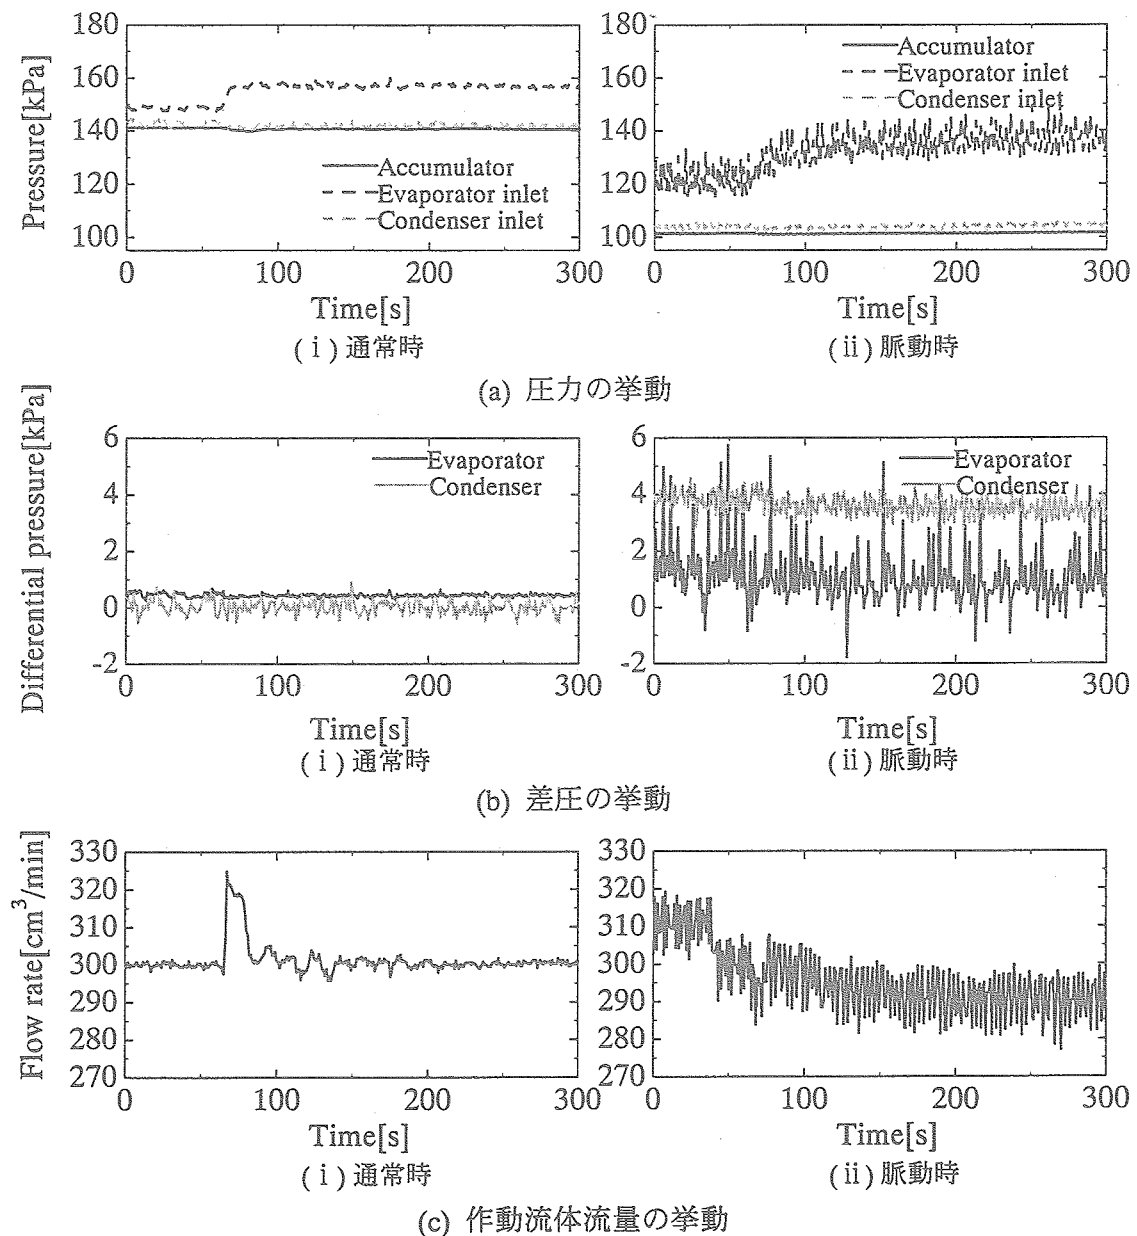 Pressure[kPa]
180
160
140
120
100
Accumulator
Evaporator inlet
Condenser inlet
0 100 200 300
Time[s]
(ⅰ) 通常時
180
160
140
120
100
Accumulator
Evaporator inlet
Condenser inlet
0 100 200 300
Time[s]
(ⅱ) 脈動時
(a) 圧力の挙動
Differential pressure[kPa]
6
4
2
0
-2
Evaporator
Condenser
0 100 200 300
Time[s]
(ⅰ) 通常時
6
4
2
0
-2
Evaporator
Condenser
0 100 200 300
Time[s]
(ⅱ) 脈動時
(b) 差圧の挙動
Flow rate[cm³/min]
330
320
310
300
290
280
270
0 100 200 300
Time[s]
(ⅰ) 通常時
330
320
310
300
290
280
270
0 100 200 300
Time[s]
(ⅱ) 脈動時
(c) 作動流体流量の挙動